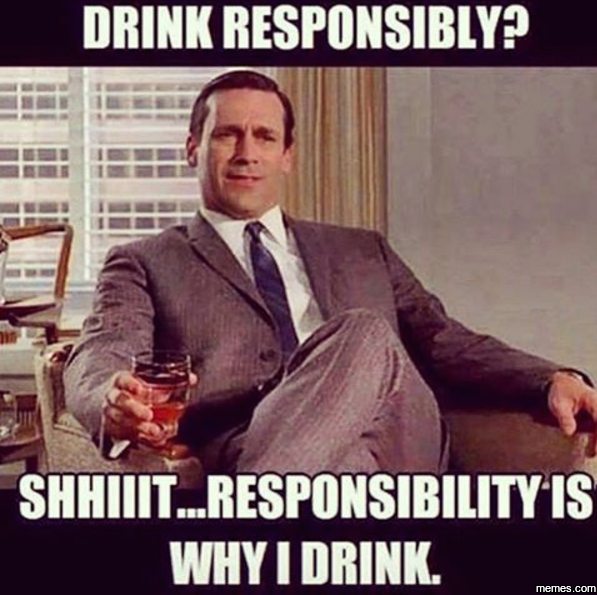 DRINK RESPONSIBLY?
SHHIIIT...RESPONSIBILITY IS
WHY I DRINK.
memes.com